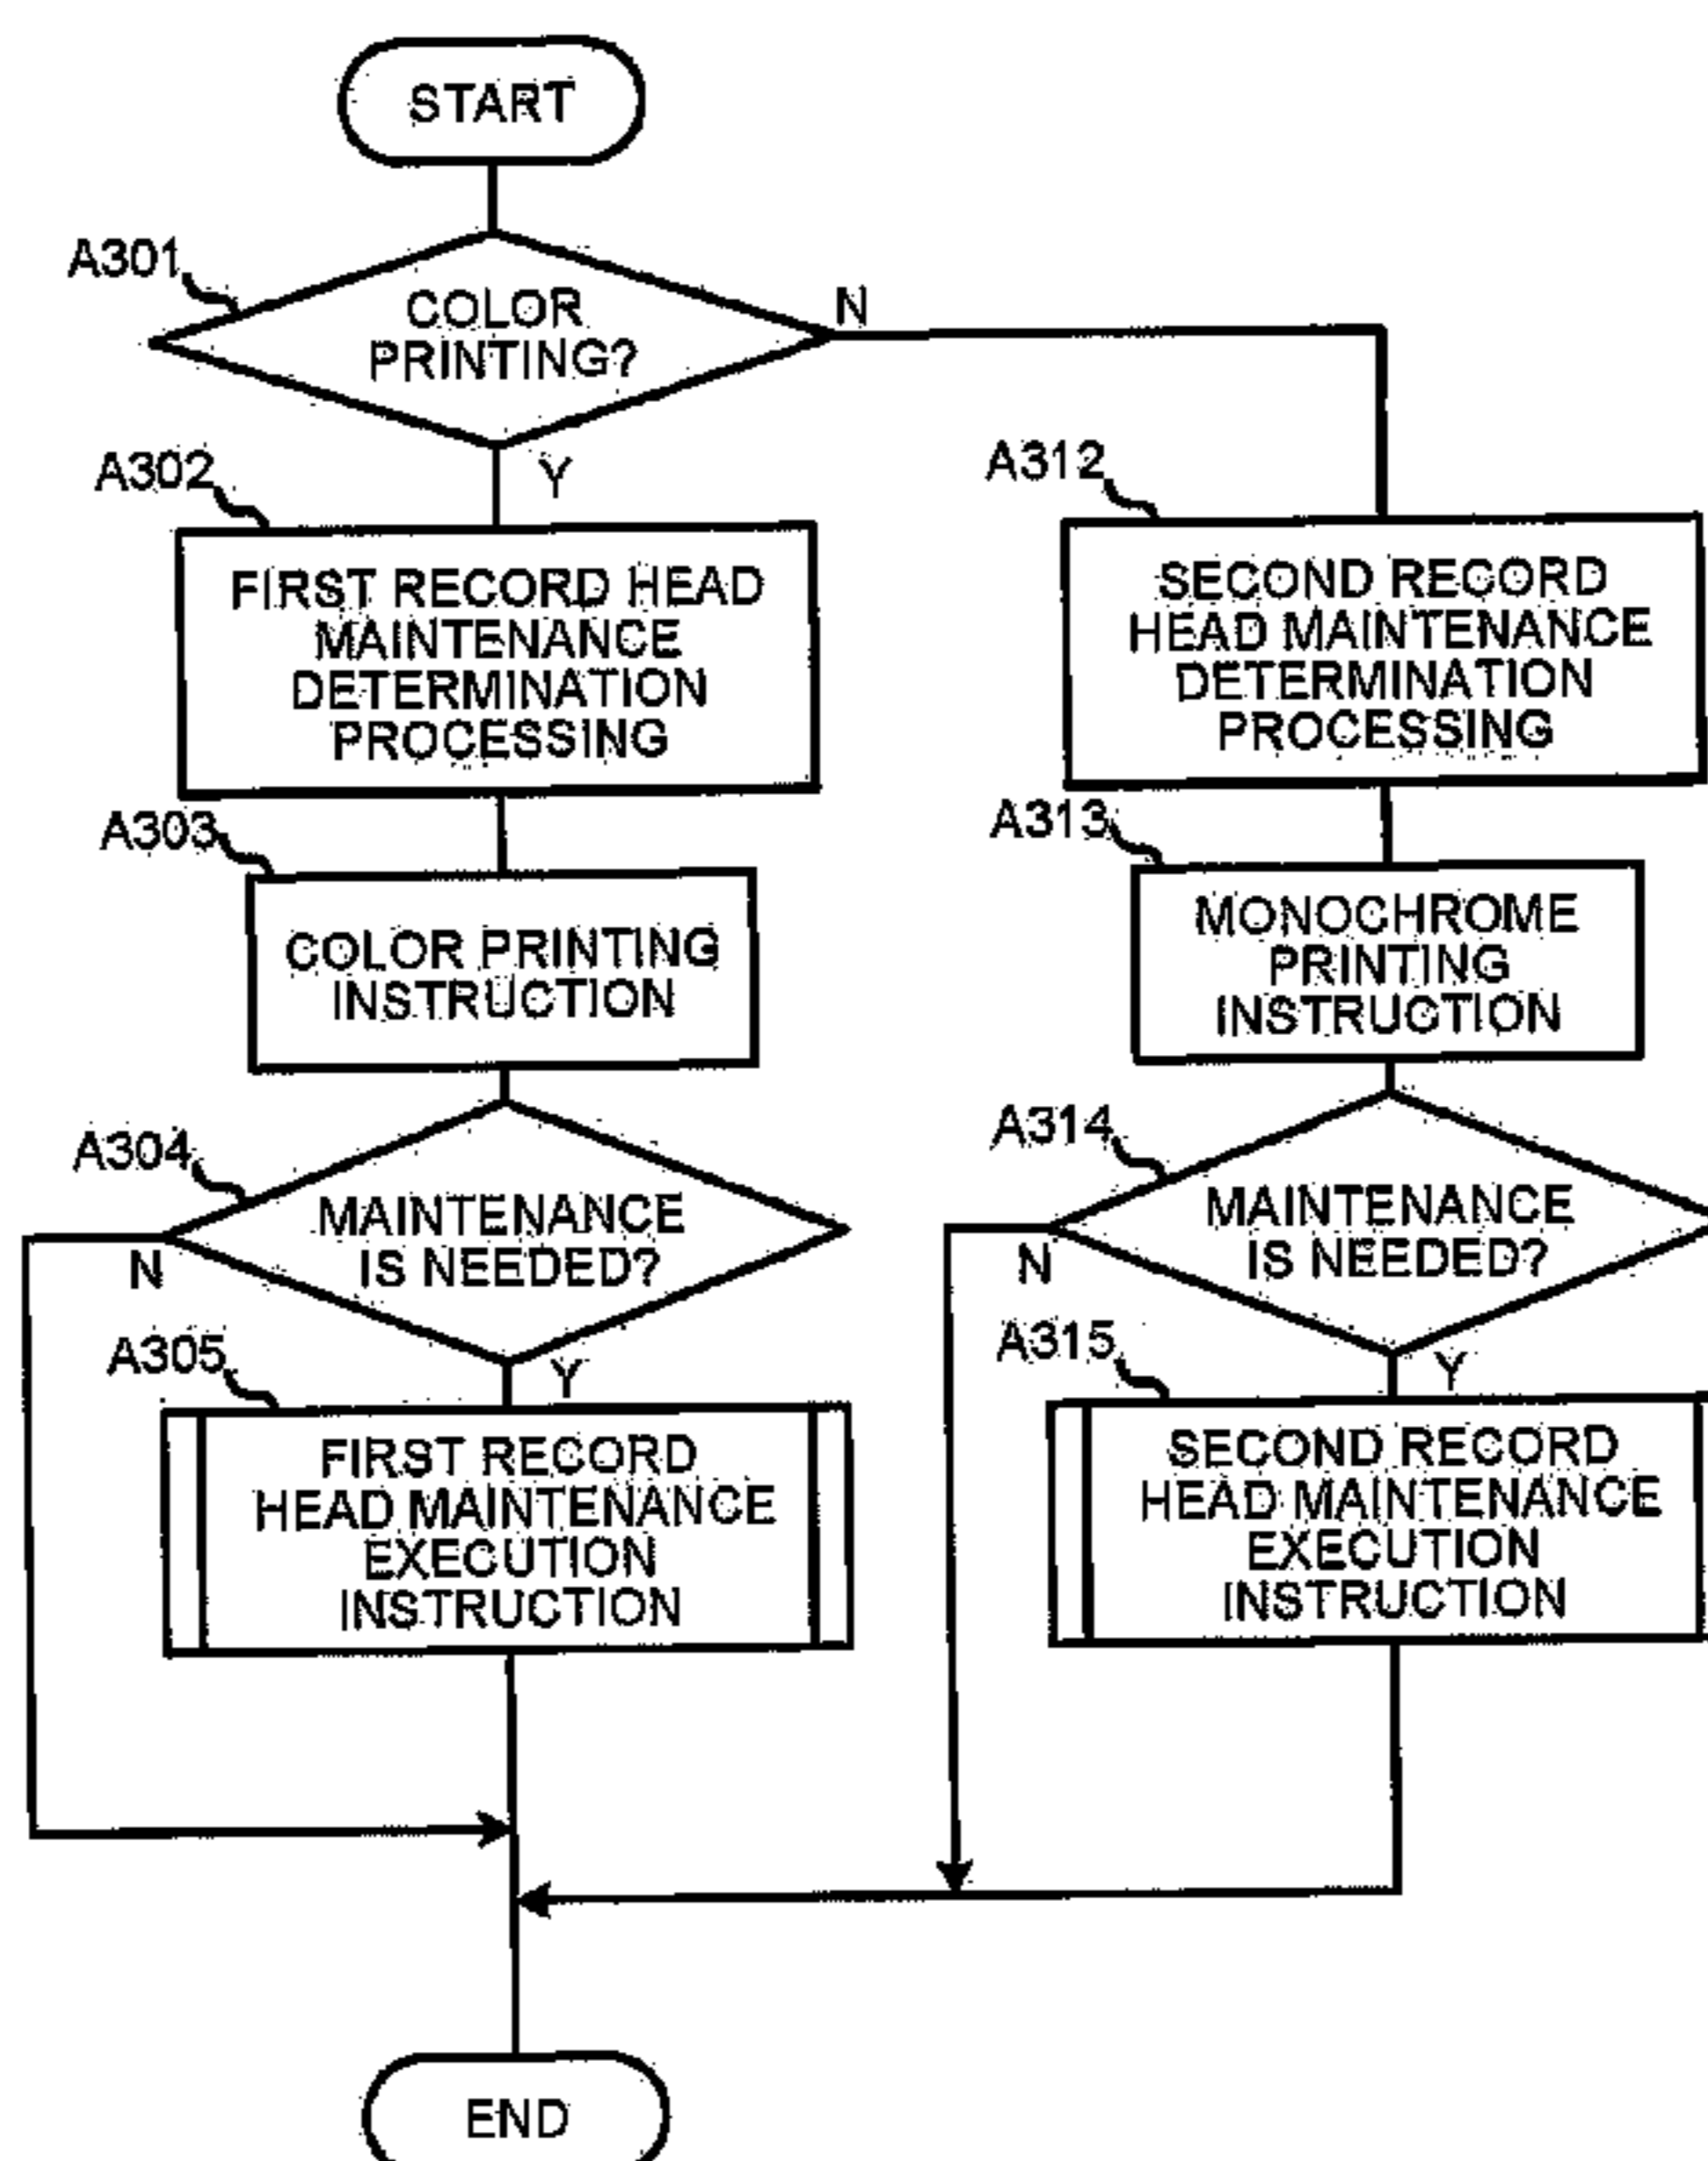 START
A301
COLOR
PRINTING?
N
Y
A302
FIRST RECORD HEAD
MAINTENANCE
DETERMINATION
PROCESSING
A303
COLOR PRINTING
INSTRUCTION
A304
MAINTENANCE
IS NEEDED?
N
Y
A305
FIRST RECORD
HEAD MAINTENANCE
EXECUTION
INSTRUCTION
A312
SECOND RECORD
HEAD MAINTENANCE
DETERMINATION
PROCESSING
A313
MONOCHROME
PRINTING
INSTRUCTION
A314
MAINTENANCE
IS NEEDED?
N
Y
A315
SECOND RECORD
HEAD MAINTENANCE
EXECUTION
INSTRUCTION
END